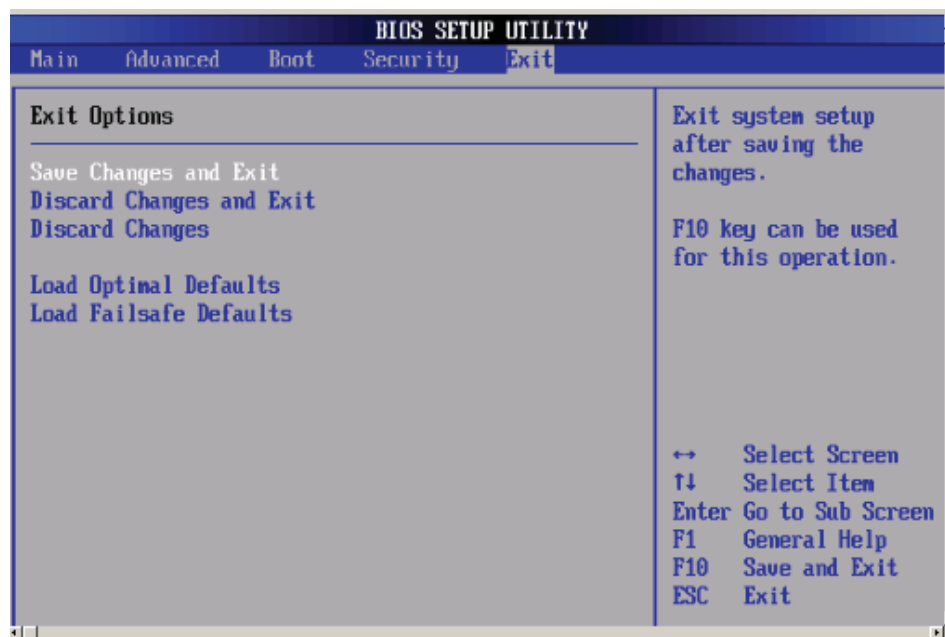 BIOS SETUP UTILITY
Main Advanced Boot Security Exit
Exit Options
Save Changes and Exit
Discard Changes and Exit
Discard Changes
Load Optimal Defaults
Load Failsafe Defaults
Exit system setup
after saving the
changes.
F10 key can be used
for this operation.
↔ Select Screen
↑↓ Select Item
Enter Go to Sub Screen
F1 General Help
F10 Save and Exit
ESC Exit